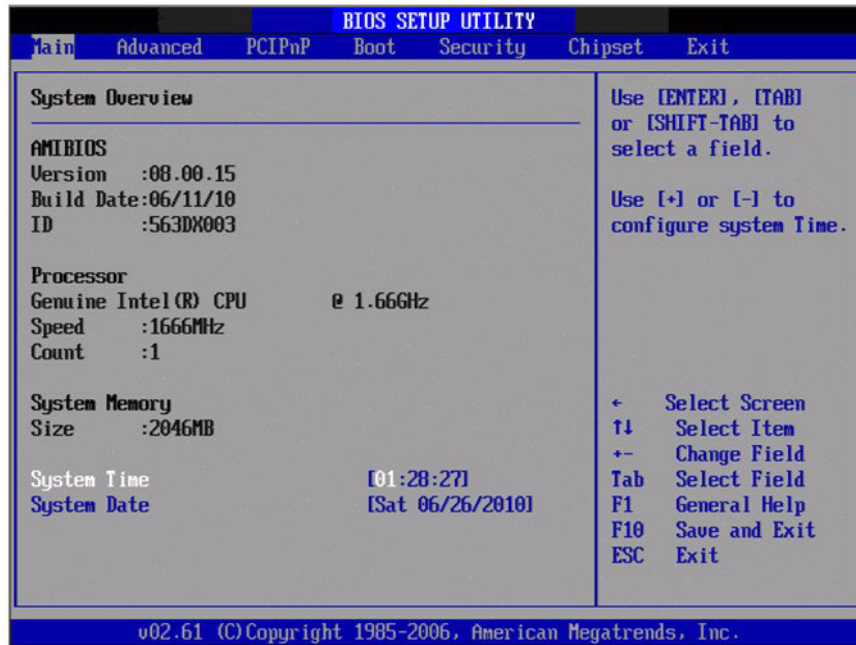 BIOS SETUP UTILITY
Main Advanced PCIPnP Boot Security Chipset Exit
System Overview
AMIBIOS
Version :08.00.15
Build Date:06/11/10
ID :563DX003
Processor
Genuine Intel(R) CPU @ 1.66GHz
Speed :1666MHz
Count :1
System Memory
Size :2046MB
System Time [01:28:27]
System Date [Sat 06/26/2010]
Use [ENTER], [TAB]
or [SHIFT-TAB] to
select a field.
Use [+] or [-] to
configure system Time.
← Select Screen
↑↓ Select Item
+- Change Field
Tab Select Field
F1 General Help
F10 Save and Exit
ESC Exit
v02.61 (C)Copyright 1985-2006, American Megatrends, Inc.